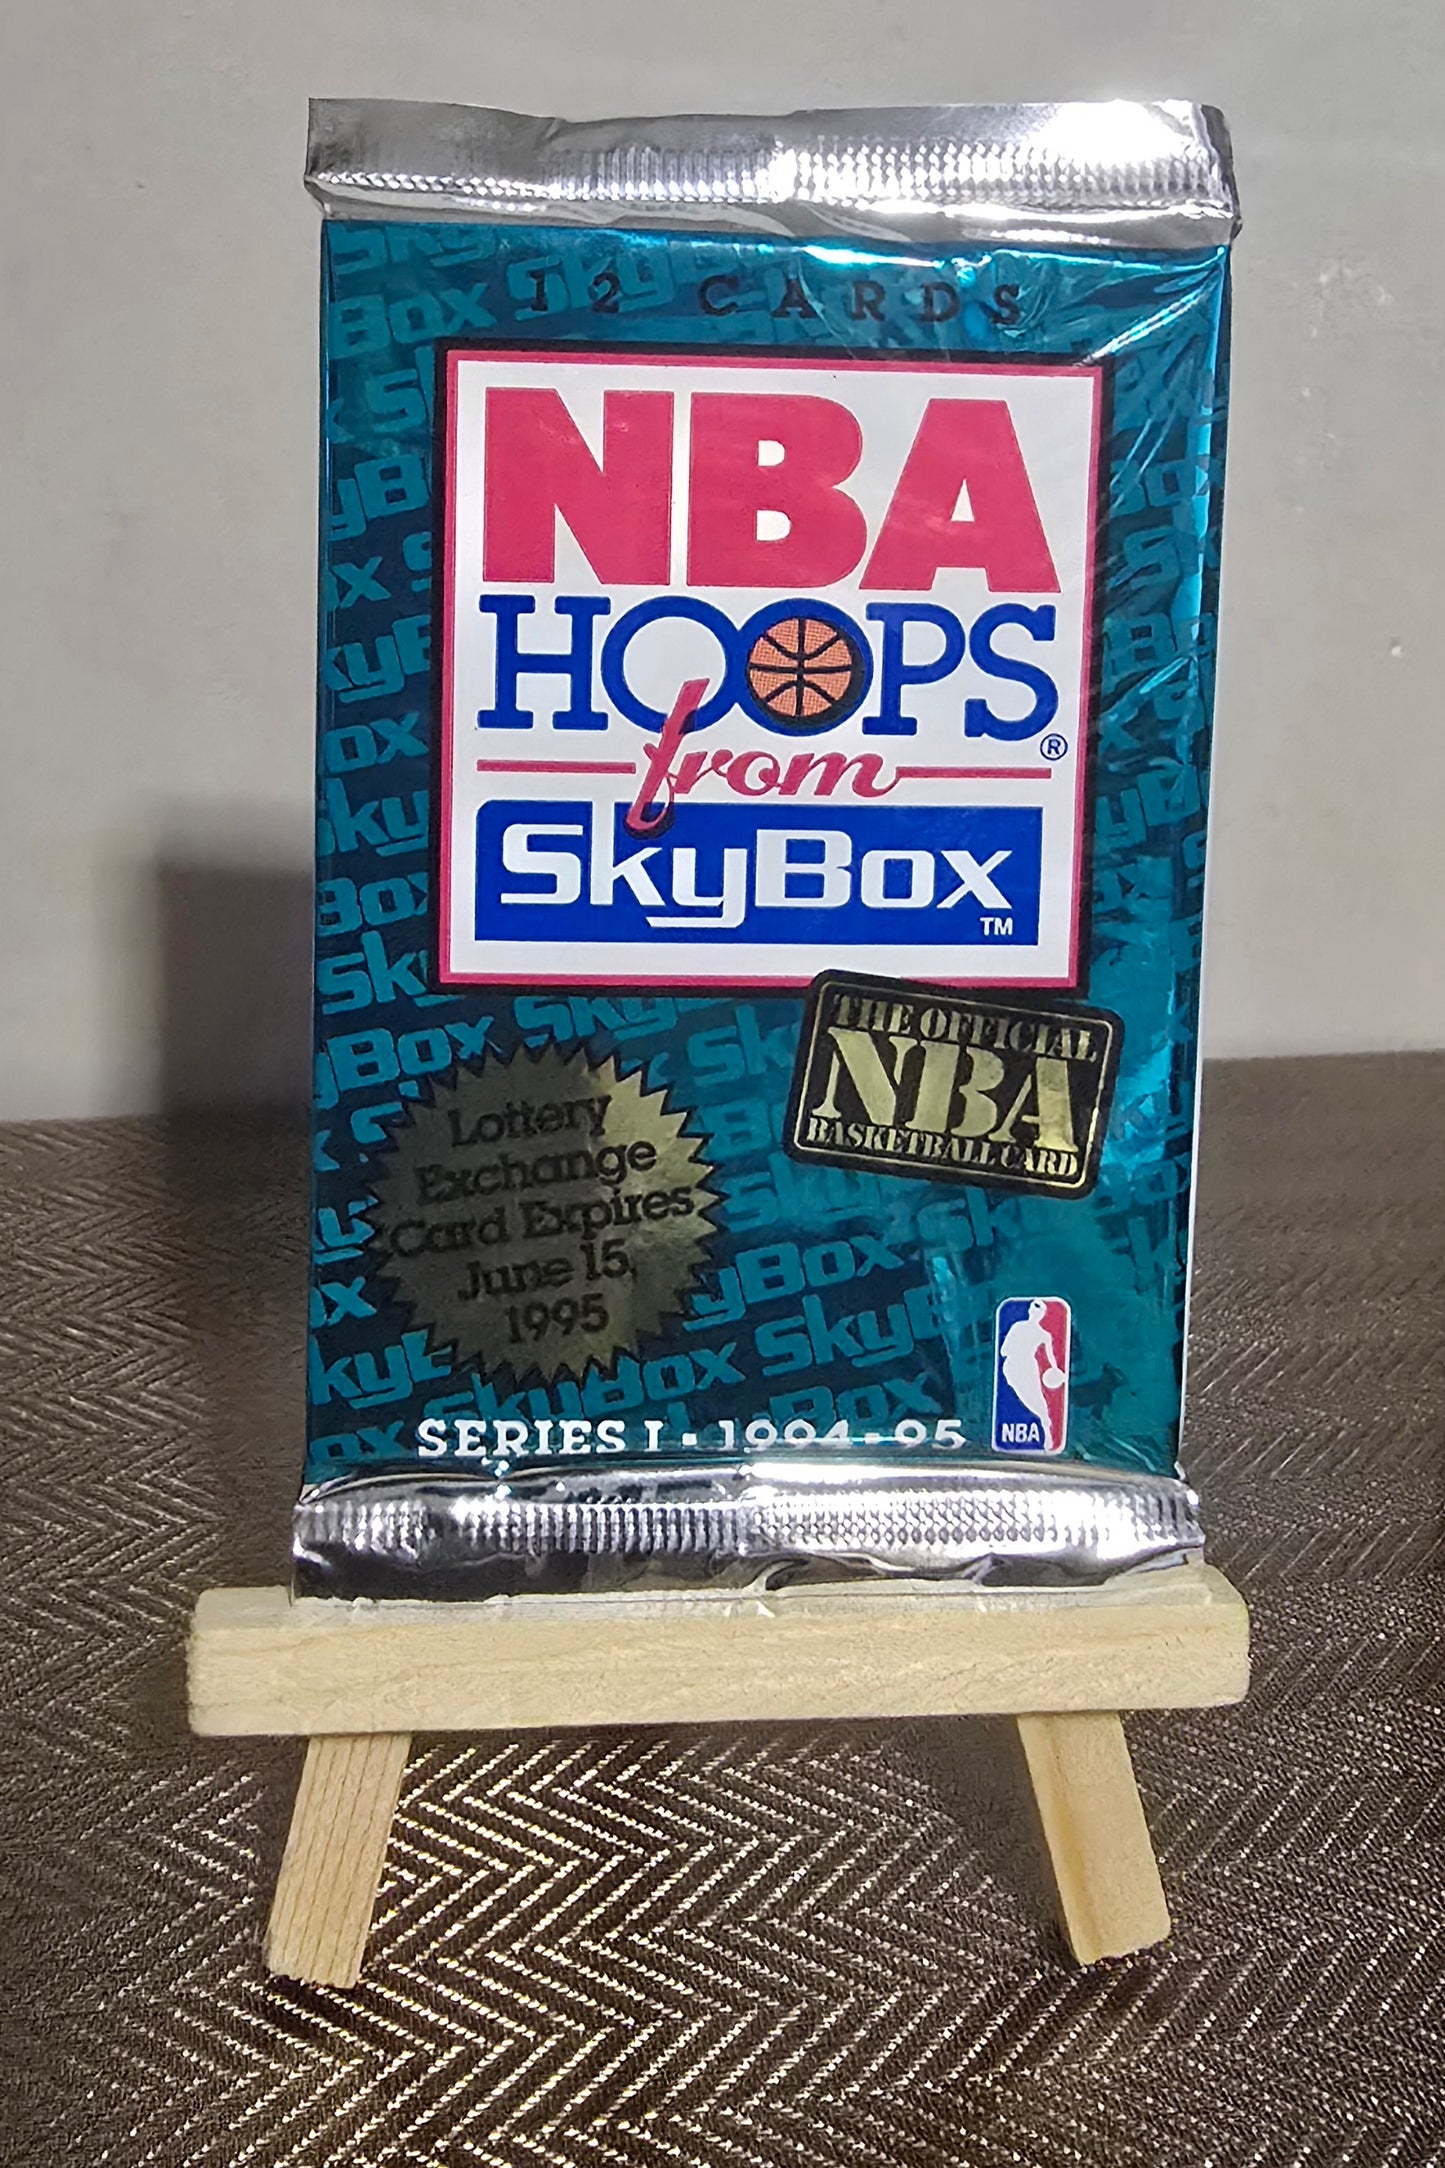 12 CARDS
NBA
HOOPS®
from
SkyBox
TM
THE OFFICIAL
NBA
BASKETBALL CARD
Lottery
Exchange
Card Expires
June 15,
1995
SERIES I · 1994-95
NBA